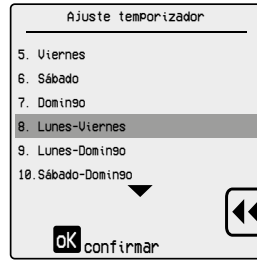 Ajuste temporizador
5. Viernes
6. Sábado
7. Domingo
8. Lunes-Viernes
9. Lunes-Domingo
10.Sábado-Domingo
oK confirmar